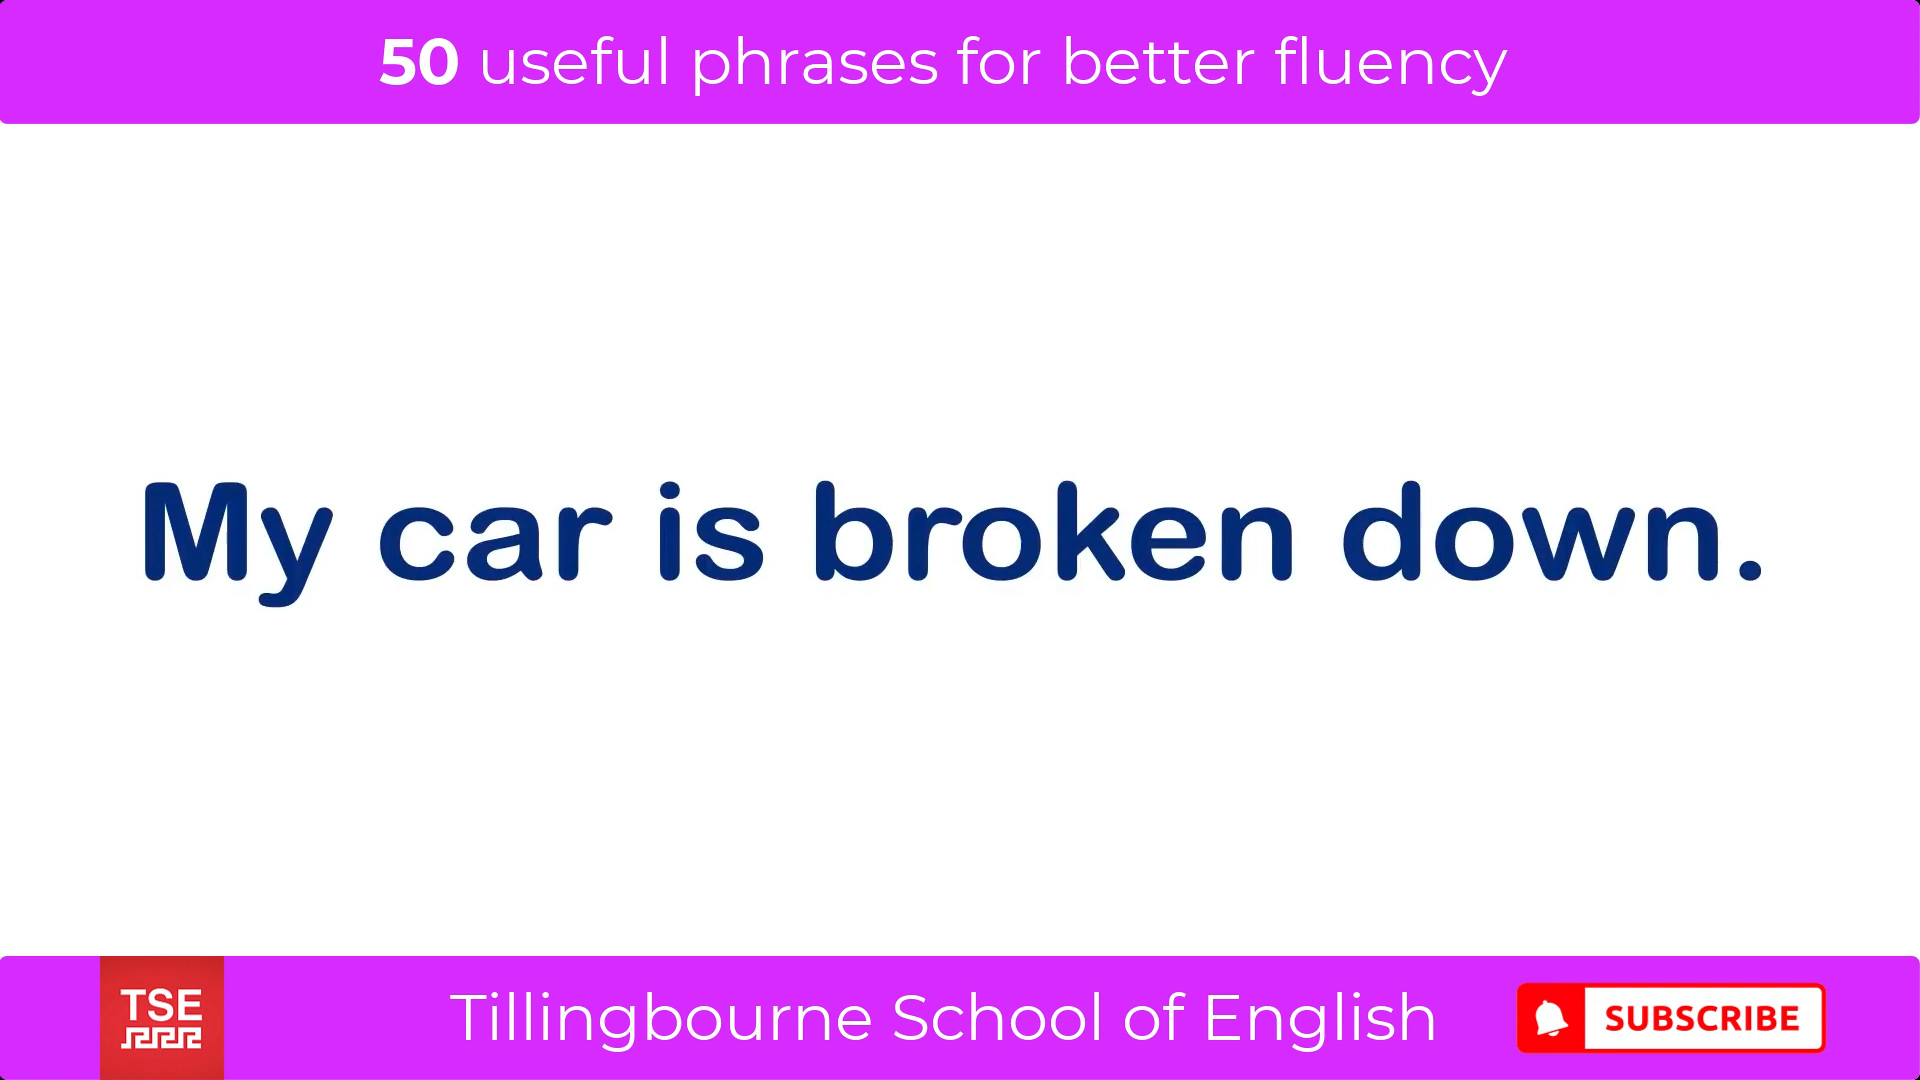 50 useful phrases for better fluency
My car is broken down.
TSE
Tillingbourne School of English
SUBSCRIBE